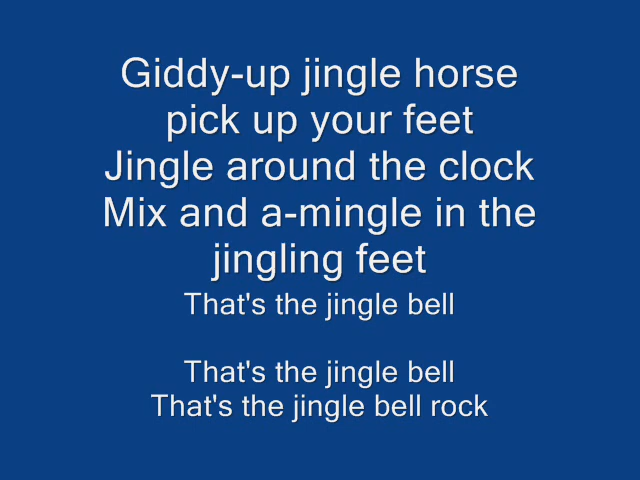 Giddy-up jingle horse
pick up your feet
Jingle around the clock
Mix and a-mingle in the
jingling feet
That's the jingle bell
That's the jingle bell
That's the jingle bell rock